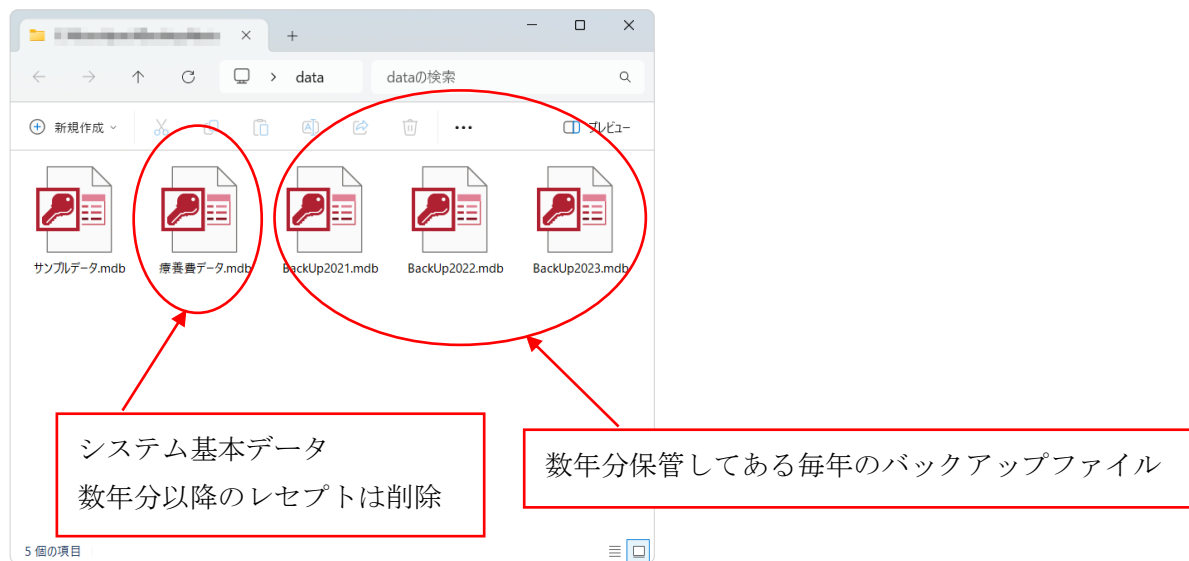 data
dataの検索
新規作成
プレビュー
サンプルデータ.mdb
療養費データ.mdb
BackUp2021.mdb
BackUp2022.mdb
BackUp2023.mdb
システム基本データ
数年分以降のレセプトは削除
数年分保管してある毎年のバックアップファイル
5 個の項目